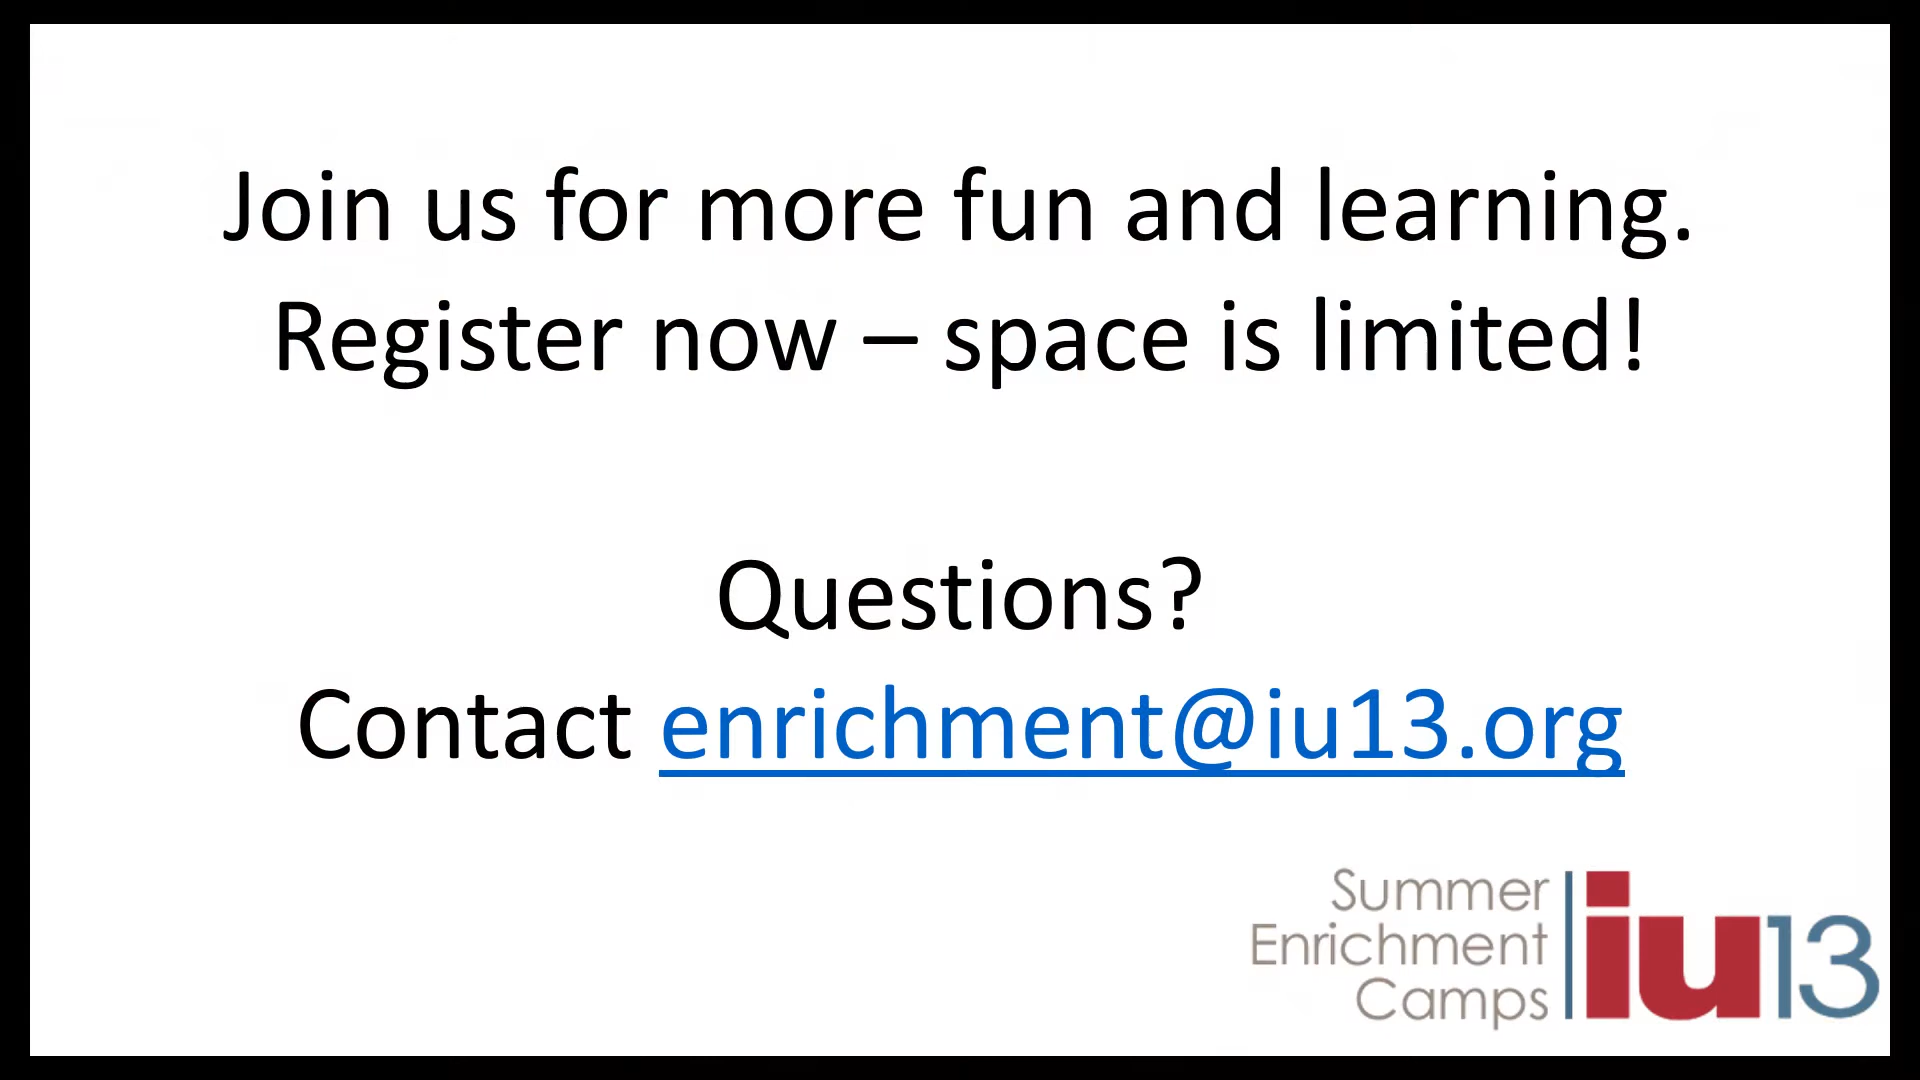 Join us for more fun and learning.
Register now – space is limited!
Questions?
Contact enrichment@iu13.org
Summer
Enrichment
Camps
iu13